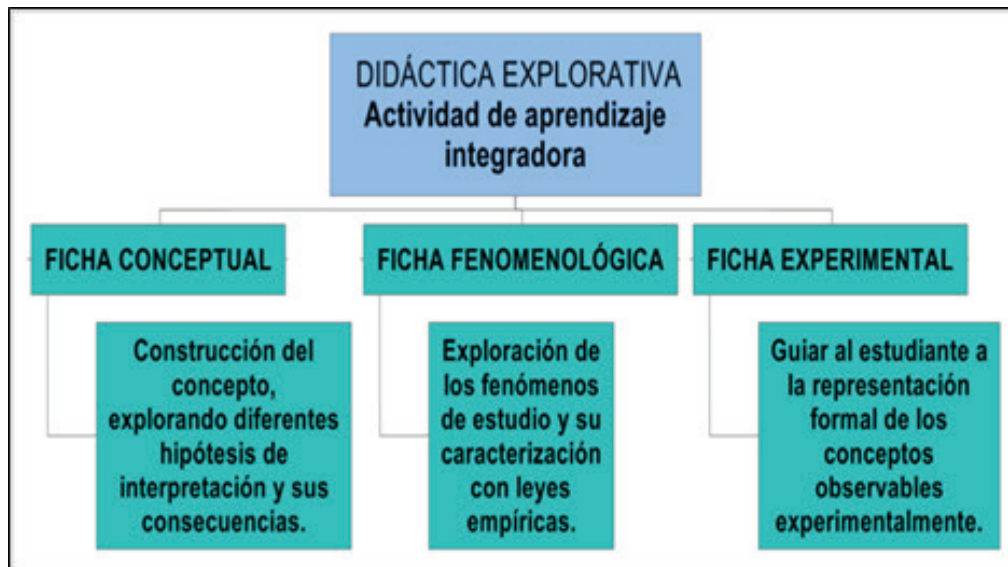 DIDÁCTICA EXPLORATIVA
Actividad de aprendizaje
integradora
FICHA CONCEPTUAL
Construcción del
concepto,
explorando diferentes
hipótesis de
interpretación y sus
consecuencias.
FICHA FENOMENOLÓGICA
Exploración de
los fenómenos
de estudio y su
caracterización
con leyes
empíricas.
FICHA EXPERIMENTAL
Guiar al estudiante a
la representación
formal de los
conceptos
observables
experimentalmente.